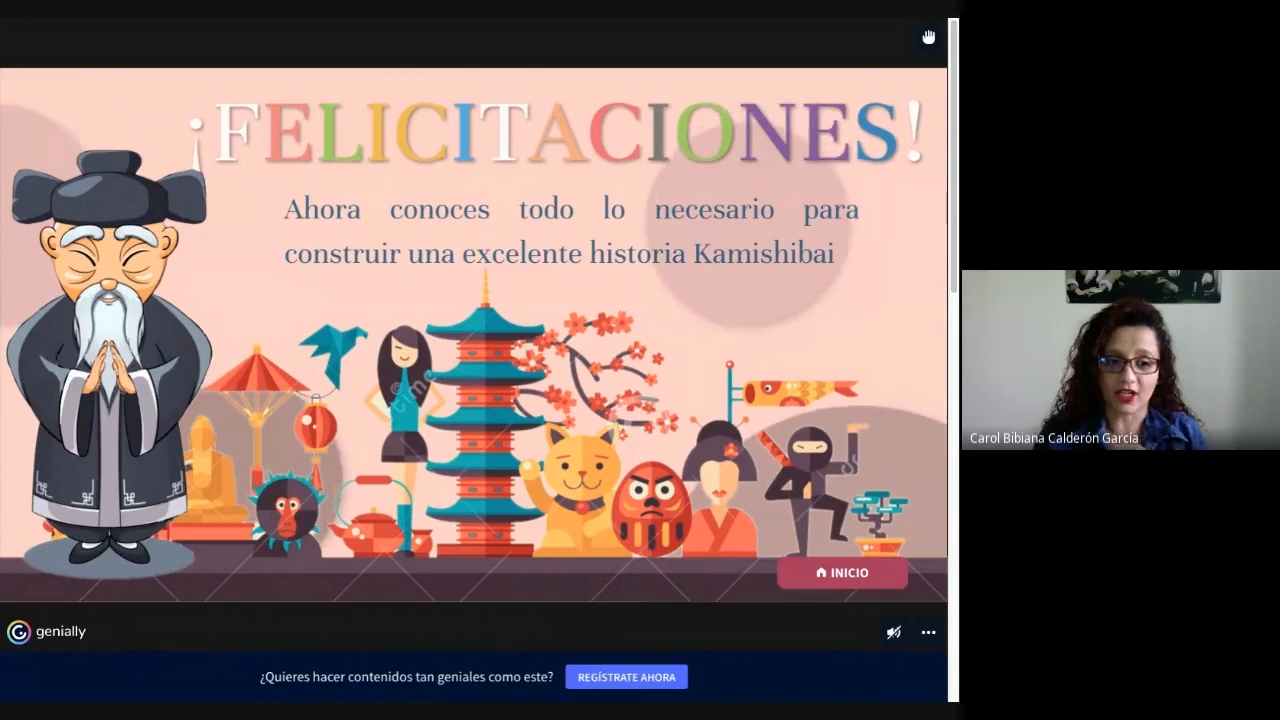 ¡FELICITACIONES!
Ahora conoces todo lo necesario para
construir una excelente historia Kamishibai
INICIO
genially
¿Quieres hacer contenidos tan geniales como este?
REGÍSTRATE AHORA
Carol Bibiana Calderón García